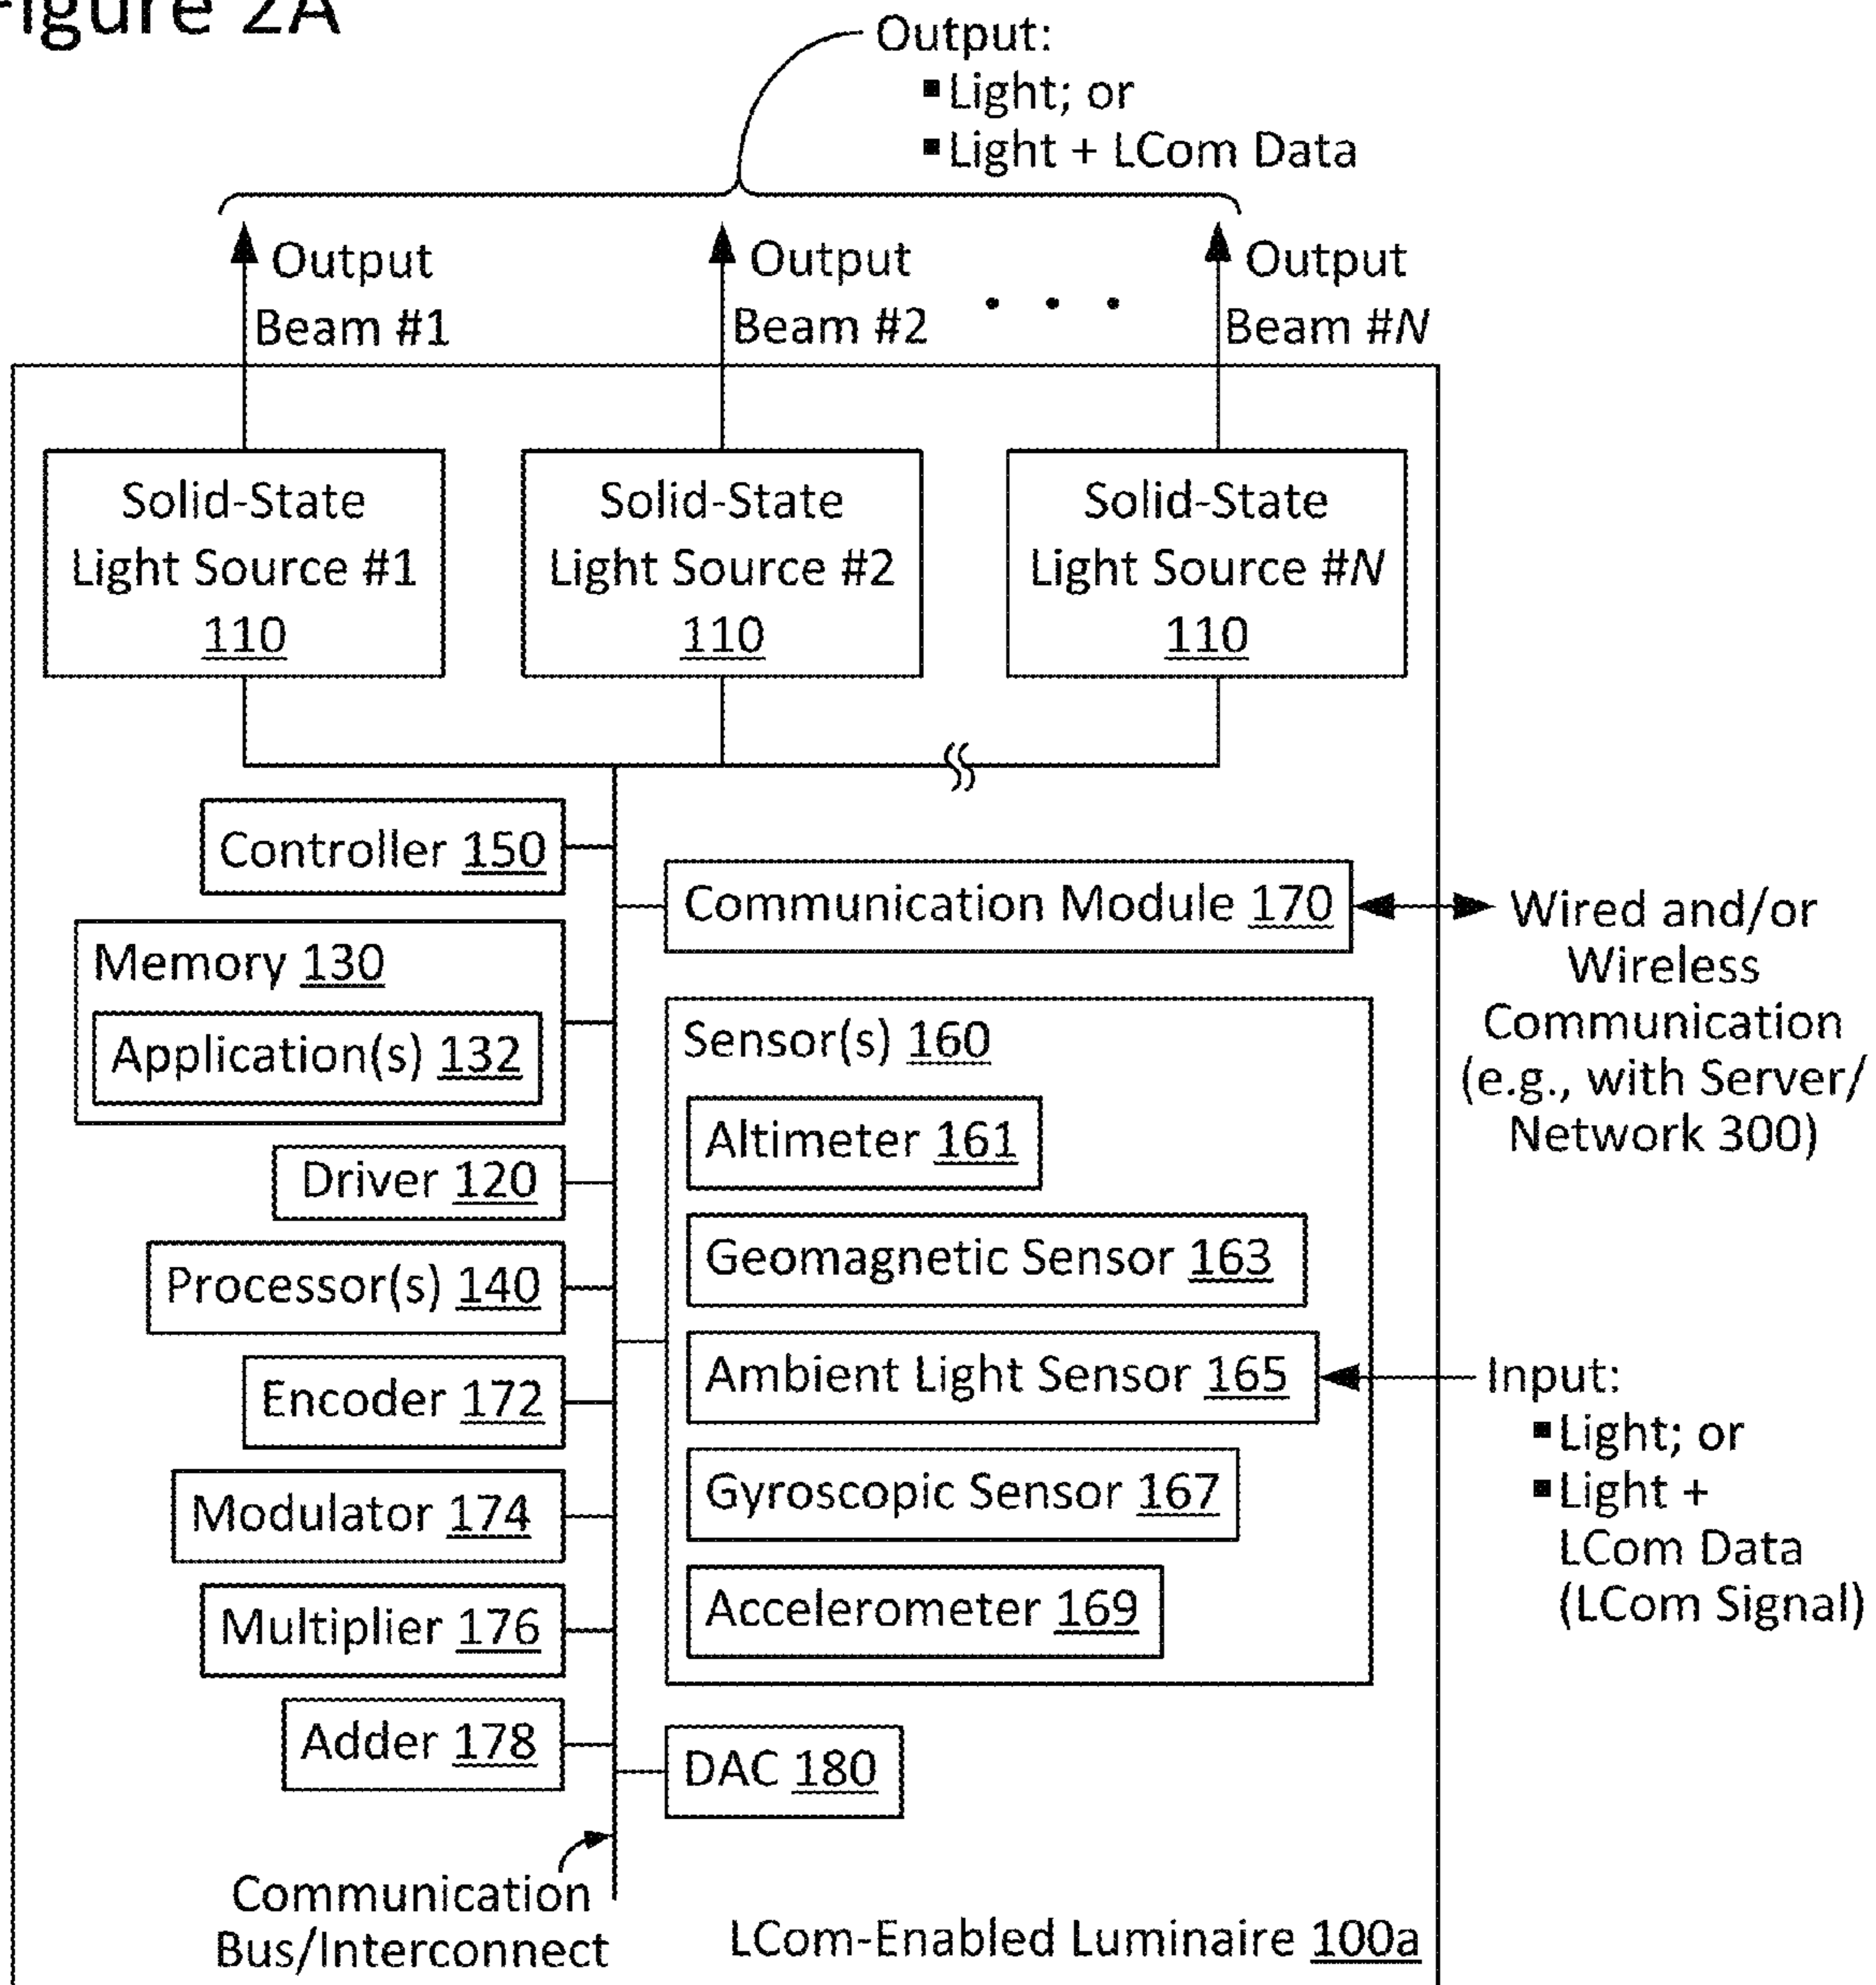 Figure 2A
Output:
▪Light; or
▪Light + LCom Data
Output
Beam #1
Output
Beam #2
. . .
Output
Beam #N
Solid-State
Light Source #1
110
Solid-State
Light Source #2
110
Solid-State
Light Source #N
110
Controller 150
Communication Module 170
Wired and/or
Wireless
Communication
(e.g., with Server/
Network 300)
Memory 130
Application(s) 132
Driver 120
Processor(s) 140
Encoder 172
Modulator 174
Multiplier 176
Adder 178
Sensor(s) 160
Altimeter 161
Geomagnetic Sensor 163
Ambient Light Sensor 165
Gyroscopic Sensor 167
Accelerometer 169
Input:
▪Light; or
▪Light +
LCom Data
(LCom Signal)
DAC 180
Communication
Bus/Interconnect
LCom-Enabled Luminaire 100a